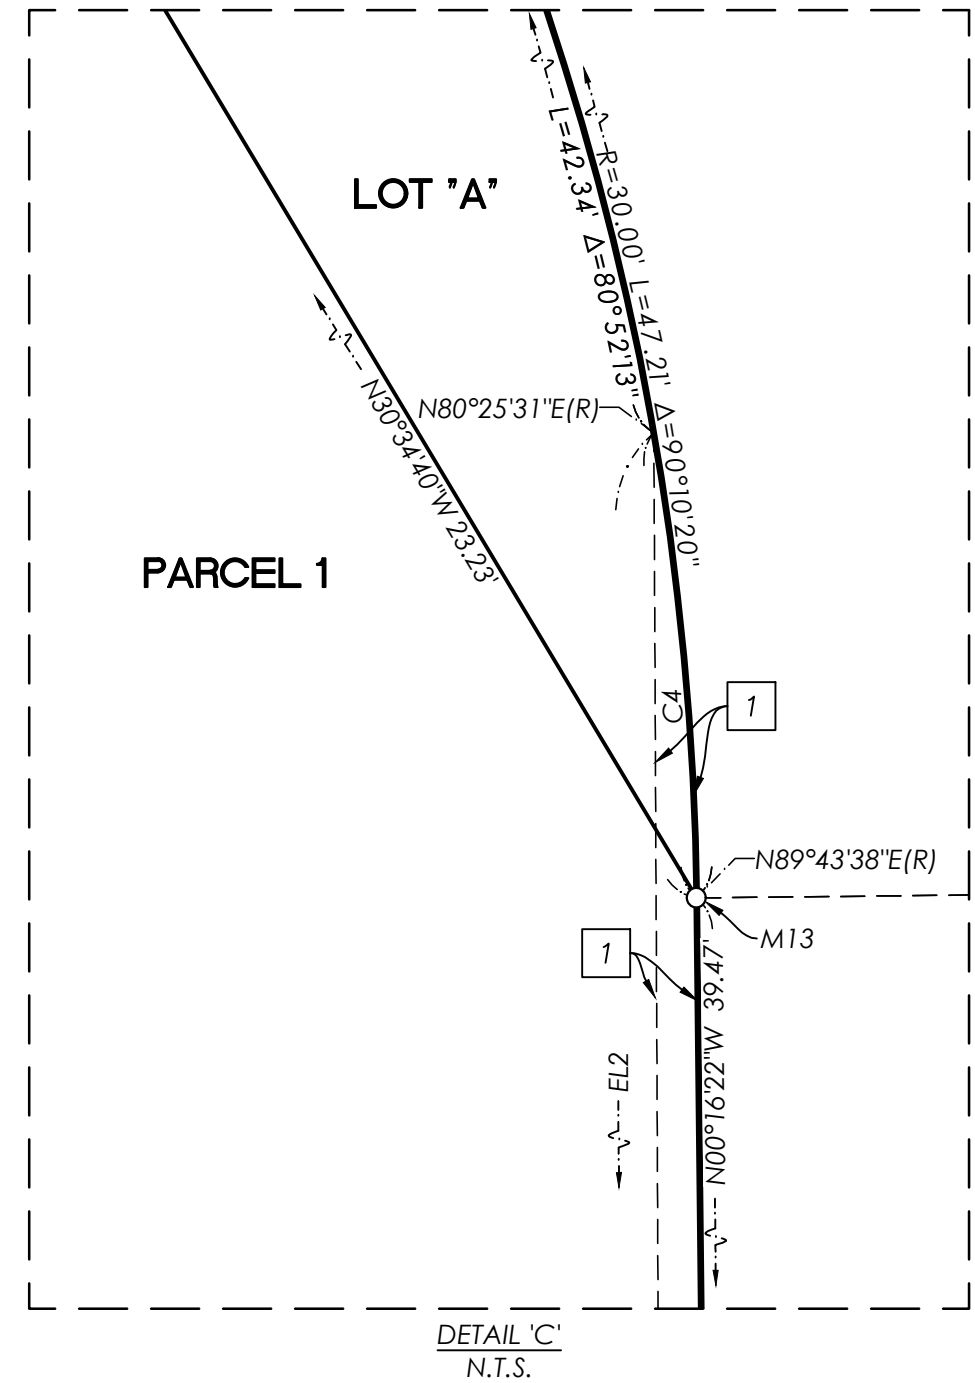 LOT "A"
L=42.34' Δ=80°52'13"
R=30.00' L=47.21' Δ=90°10'20"
N80°25'31"E(R)
N30°34'40"W 23.23'
PARCEL 1
C4
1
N89°43'38"E(R)
M13
1
N00°16'22"W 39.47'
EL2
DETAIL 'C'
N.T.S.